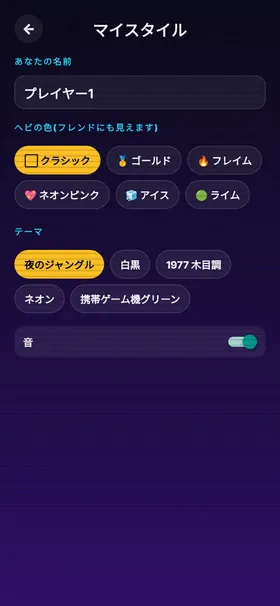 マイスタイル
あなたの名前
プレイヤー1
ヘビの色(フレンドにも見えます)
クラシック ゴールド フレイム
ネオンピンク アイス ライム
テーマ
夜のジャングル 白黒 1977 木目調
ネオン 携帯ゲーム機グリーン
音